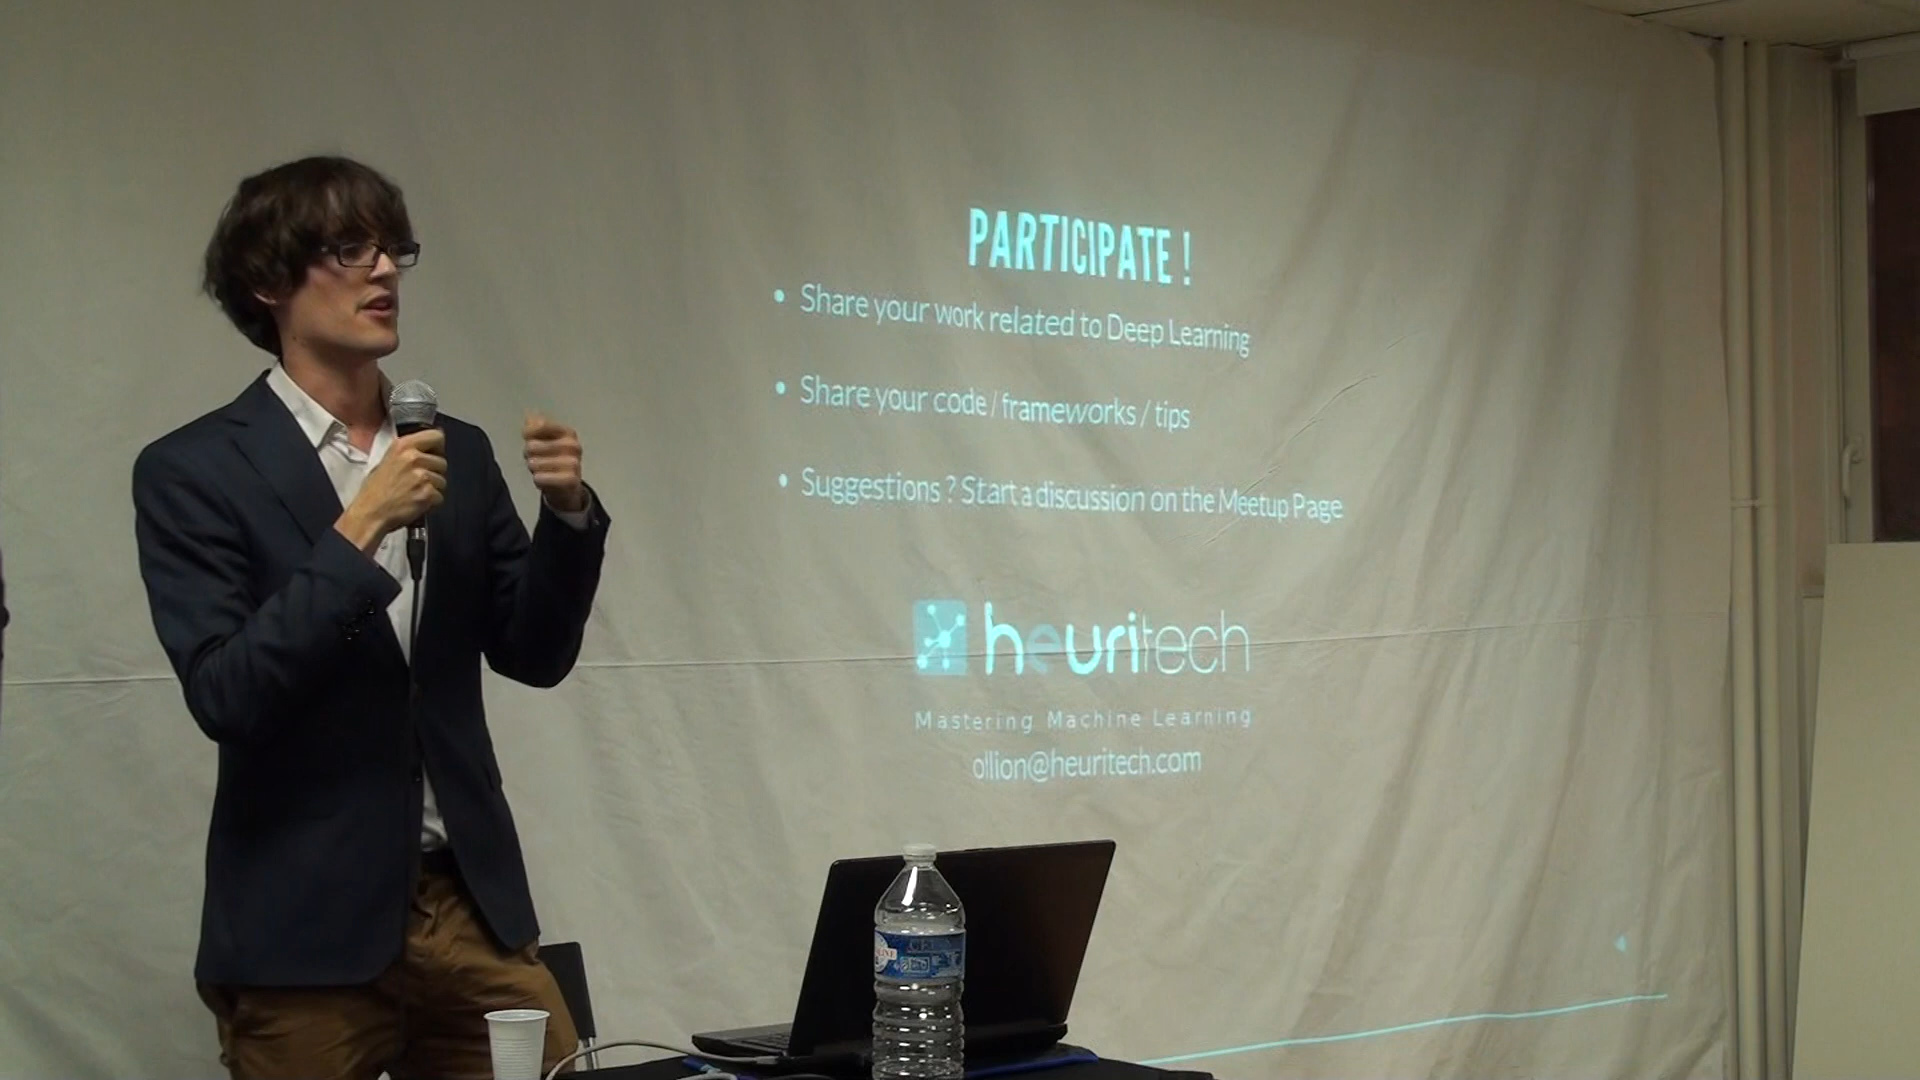 PARTICIPATE !
• Share your work related to Deep Learning
• Share your code / frameworks / tips
• Suggestions ? Start a discussion on the Meetup Page
heuritech
Mastering Machine Learning
ollion@heuritech.com